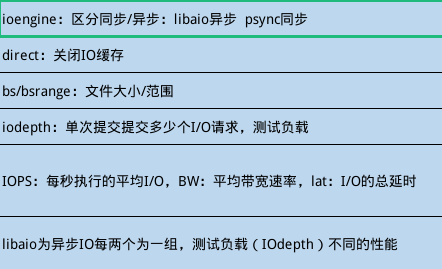 ioengine：区分同步/异步：libaio异步  psync同步
direct：关闭IO缓存
bs/bsrange：文件大小/范围
iodepth：单次提交提交多少个I/O请求，测试负载
IOPS：每秒执行的平均I/O，BW：平均带宽速率，lat：I/O的总延时
libaio为异步IO每两个为一组，测试负载（IOdepth）不同的性能